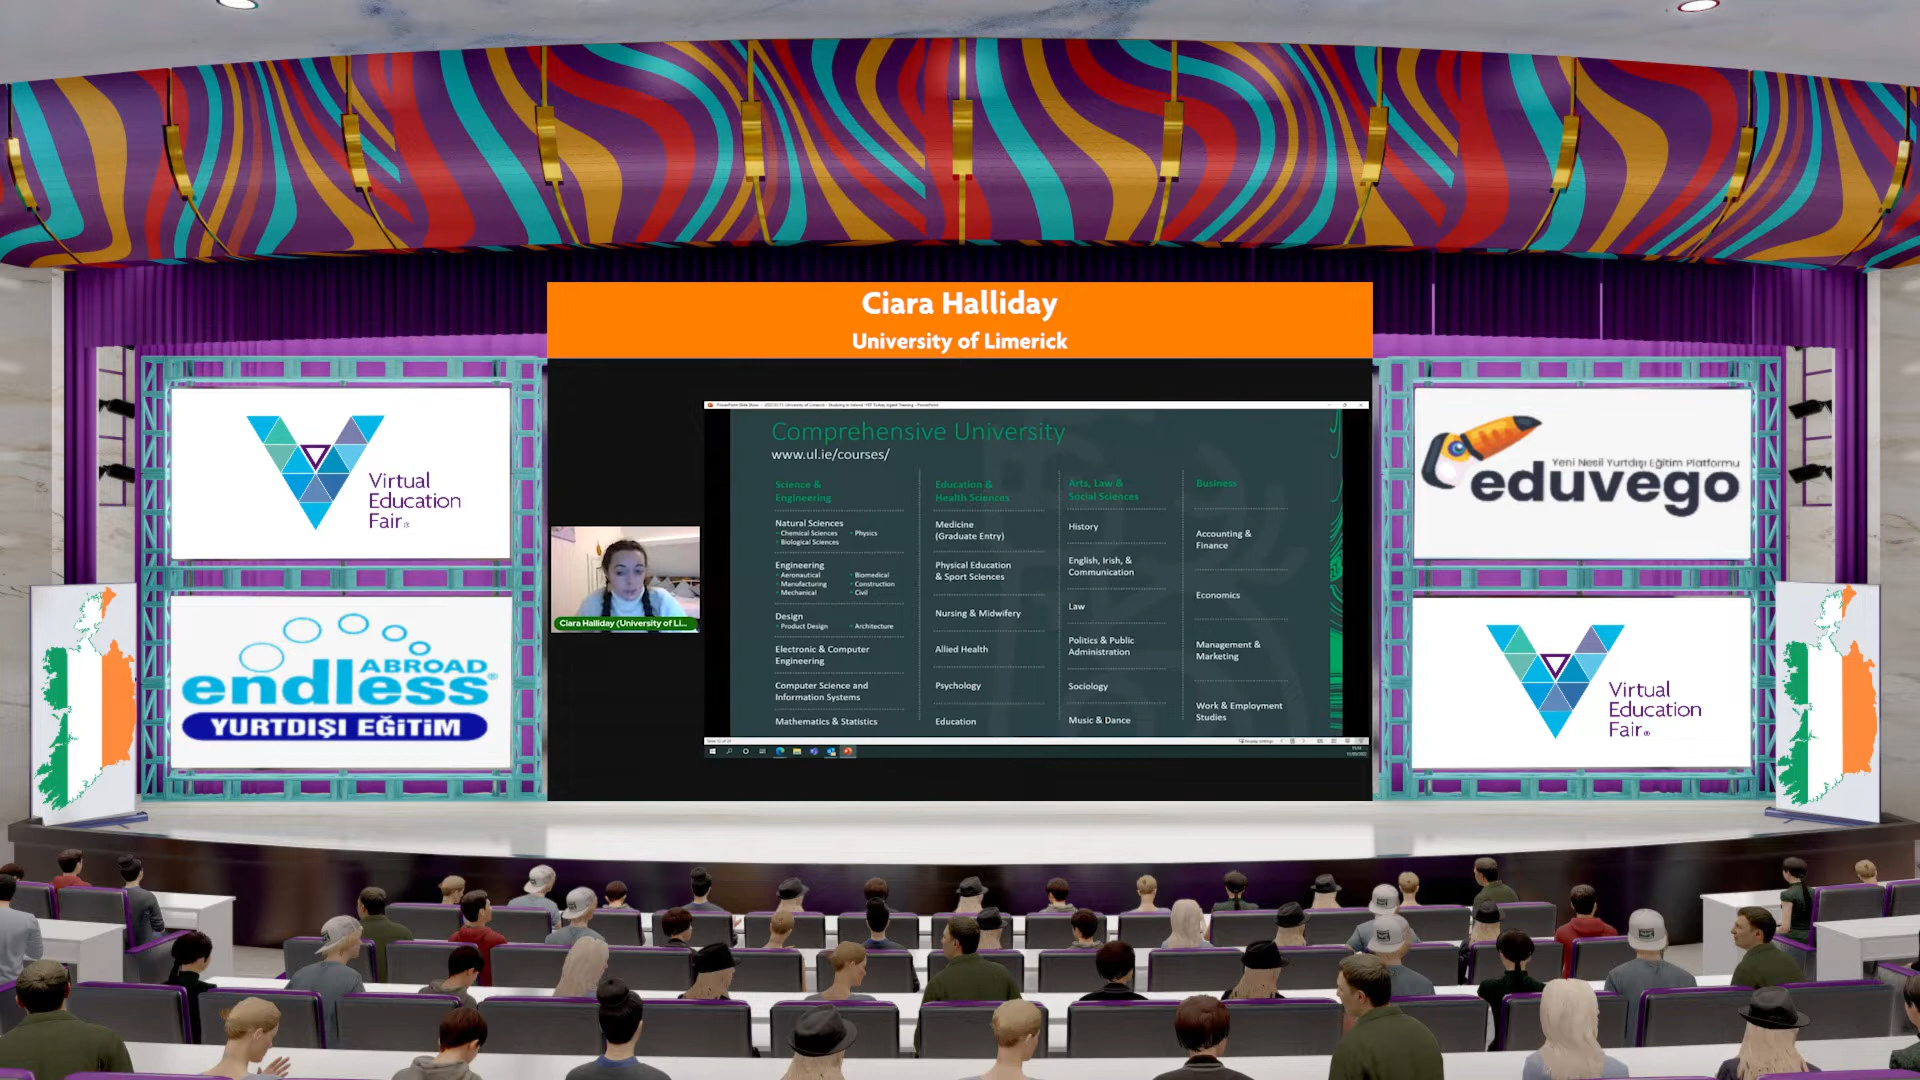 Ciara Halliday
University of Limerick
Virtual
Education
Fair
ABROAD
endless®
YURTDIŞI EĞİTİM
Ciara Halliday (University of Li...
Comprehensive University
www.ul.ie/courses/
Science &
Engineering
Natural Sciences
Chemical Sciences
Physics
Biological Sciences
Engineering
Aeronautical
Biomedical
Manufacturing
Construction
Mechanical
Civil
Design
Product Design
Architecture
Electronic & Computer
Engineering
Computer Science and
Information Systems
Mathematics & Statistics
Education &
Health Sciences
Medicine
(Graduate Entry)
Physical Education
& Sport Sciences
Nursing & Midwifery
Allied Health
Psychology
Education
Arts, Law &
Social Sciences
History
English, Irish, &
Communication
Law
Politics & Public
Administration
Sociology
Music & Dance
Business
Accounting &
Finance
Economics
Management &
Marketing
Work & Employment
Studies
Yeni Nesil Yurtdışı Eğitim Platformu
eduvego
Virtual
Education
Fair®